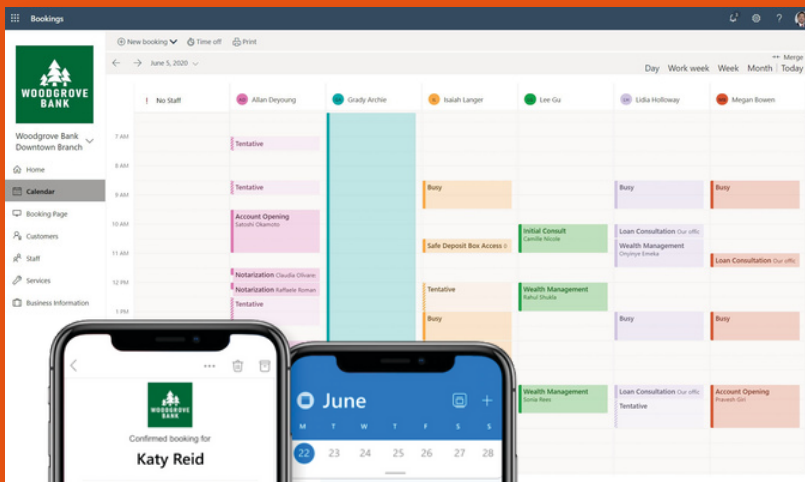 Bookings
?
New booking
Time off
Print
June 5, 2020
Merge
Day Work week Week Month Today
WOODGROVE
BANK
Woodgrove Bank
Downtown Branch
Home
Calendar
Booking Page
Customers
Staff
Services
Business Information
! No Staff
Allan Deyoung
Grady Archie
Isaiah Langer
Lee Gu
Lidia Holloway
Megan Bowen
7 AM
8 AM
9 AM
10 AM
11 AM
12 PM
1 PM
Tentative
Tentative
Account Opening
Satoshi Okamoto
Notarization Claudia Olivare
Notarization Raffaele Roman
Tentative
Busy
Safe Deposit Box Access
Tentative
Busy
Initial Consult
Camille Nicole
Wealth Management
Rahul Shukla
Wealth Management
Sonia Rees
Busy
Loan Consultation Our offic
Wealth Management
Onyinye Emeka
Busy
Loan Consultation Our offic
Tentative
Busy
Loan Consultation Our offic
Busy
Account Opening
Pravesh Giri
WOODGROVE
BANK
Confirmed booking for
Katy Reid
June
M T W T F S S
22 23 24 25 26 27 28